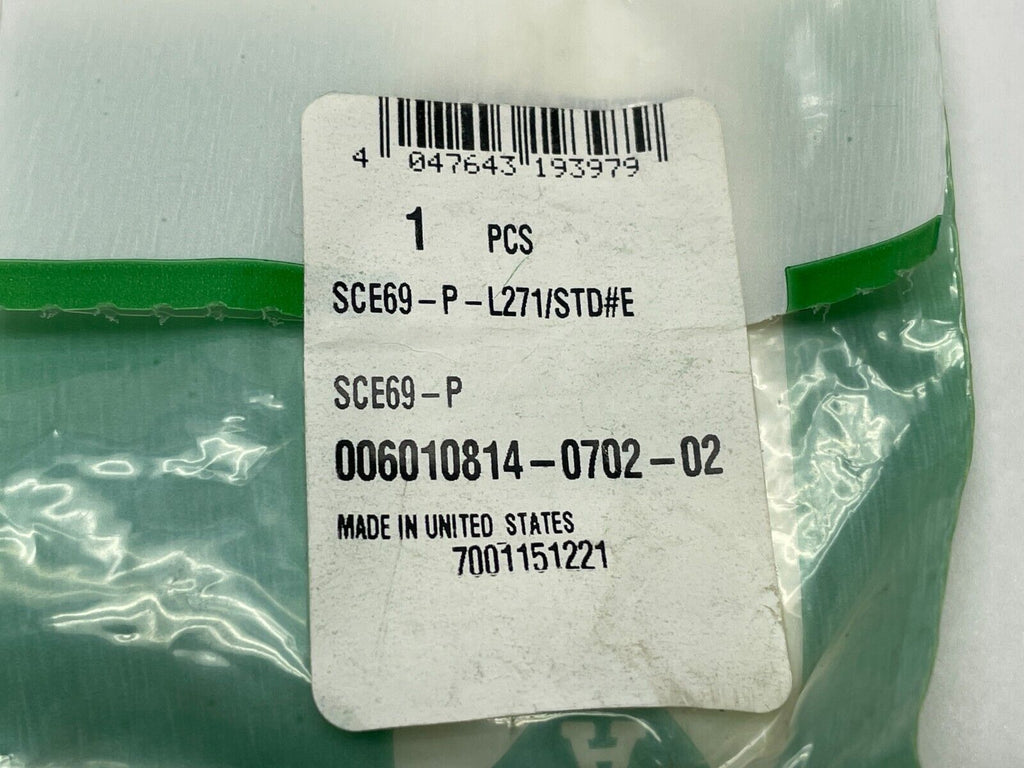 4 047643 193979
1 PCS
SCE69-P-L271/STD#E
SCE69-P
006010814-0702-02
MADE IN UNITED STATES
7001151221